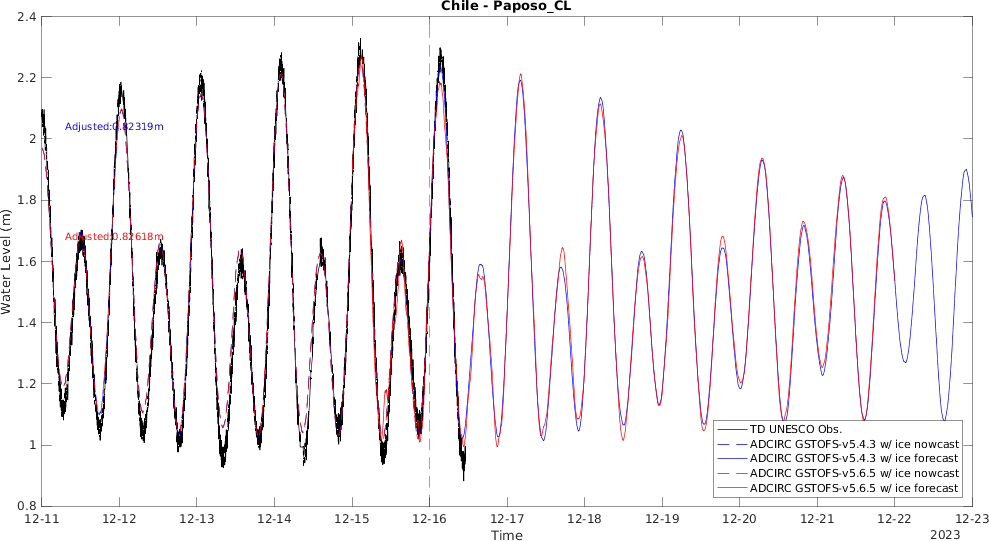 Chile - Paposo_CL
2.4
2.2
2
1.8
1.6
1.4
1.2
1
0.8
Water Level (m)
Adjusted:0.82319m
Adjusted:0.82618m
TD UNESCO Obs.
ADCIRC GSTOFS-v5.4.3 w/ ice nowcast
ADCIRC GSTOFS-v5.4.3 w/ ice forecast
ADCIRC GSTOFS-v5.6.5 w/ ice nowcast
ADCIRC GSTOFS-v5.6.5 w/ ice forecast
12-11 12-12 12-13 12-14 12-15 12-16 12-17 12-18 12-19 12-20 12-21 12-22 12-23
Time
2023